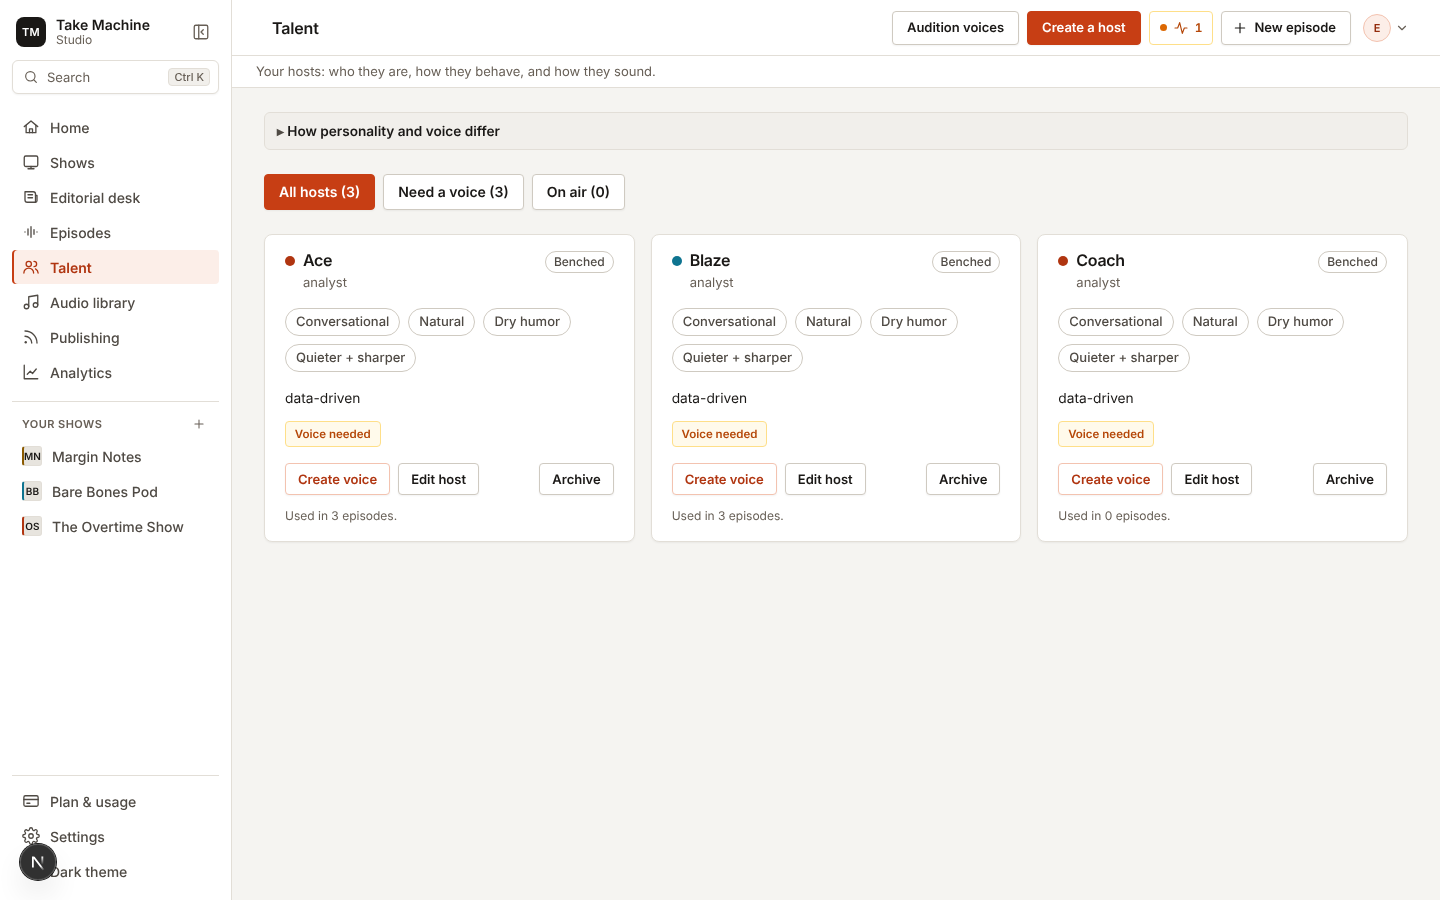 TM
Take Machine
Studio
Search
Ctrl K
Home
Shows
Editorial desk
Episodes
Talent
Audio library
Publishing
Analytics
YOUR SHOWS
MN
Margin Notes
BB
Bare Bones Pod
OS
The Overtime Show
Plan & usage
Settings
N
Dark theme
Talent
Audition voices
Create a host
1
New episode
E
Your hosts: who they are, how they behave, and how they sound.
How personality and voice differ
All hosts (3)
Need a voice (3)
On air (0)
Ace
Benched
analyst
Conversational
Natural
Dry humor
Quieter + sharper
data-driven
Voice needed
Create voice
Edit host
Archive
Used in 3 episodes.
Blaze
Benched
analyst
Conversational
Natural
Dry humor
Quieter + sharper
data-driven
Voice needed
Create voice
Edit host
Archive
Used in 3 episodes.
Coach
Benched
analyst
Conversational
Natural
Dry humor
Quieter + sharper
data-driven
Voice needed
Create voice
Edit host
Archive
Used in 0 episodes.